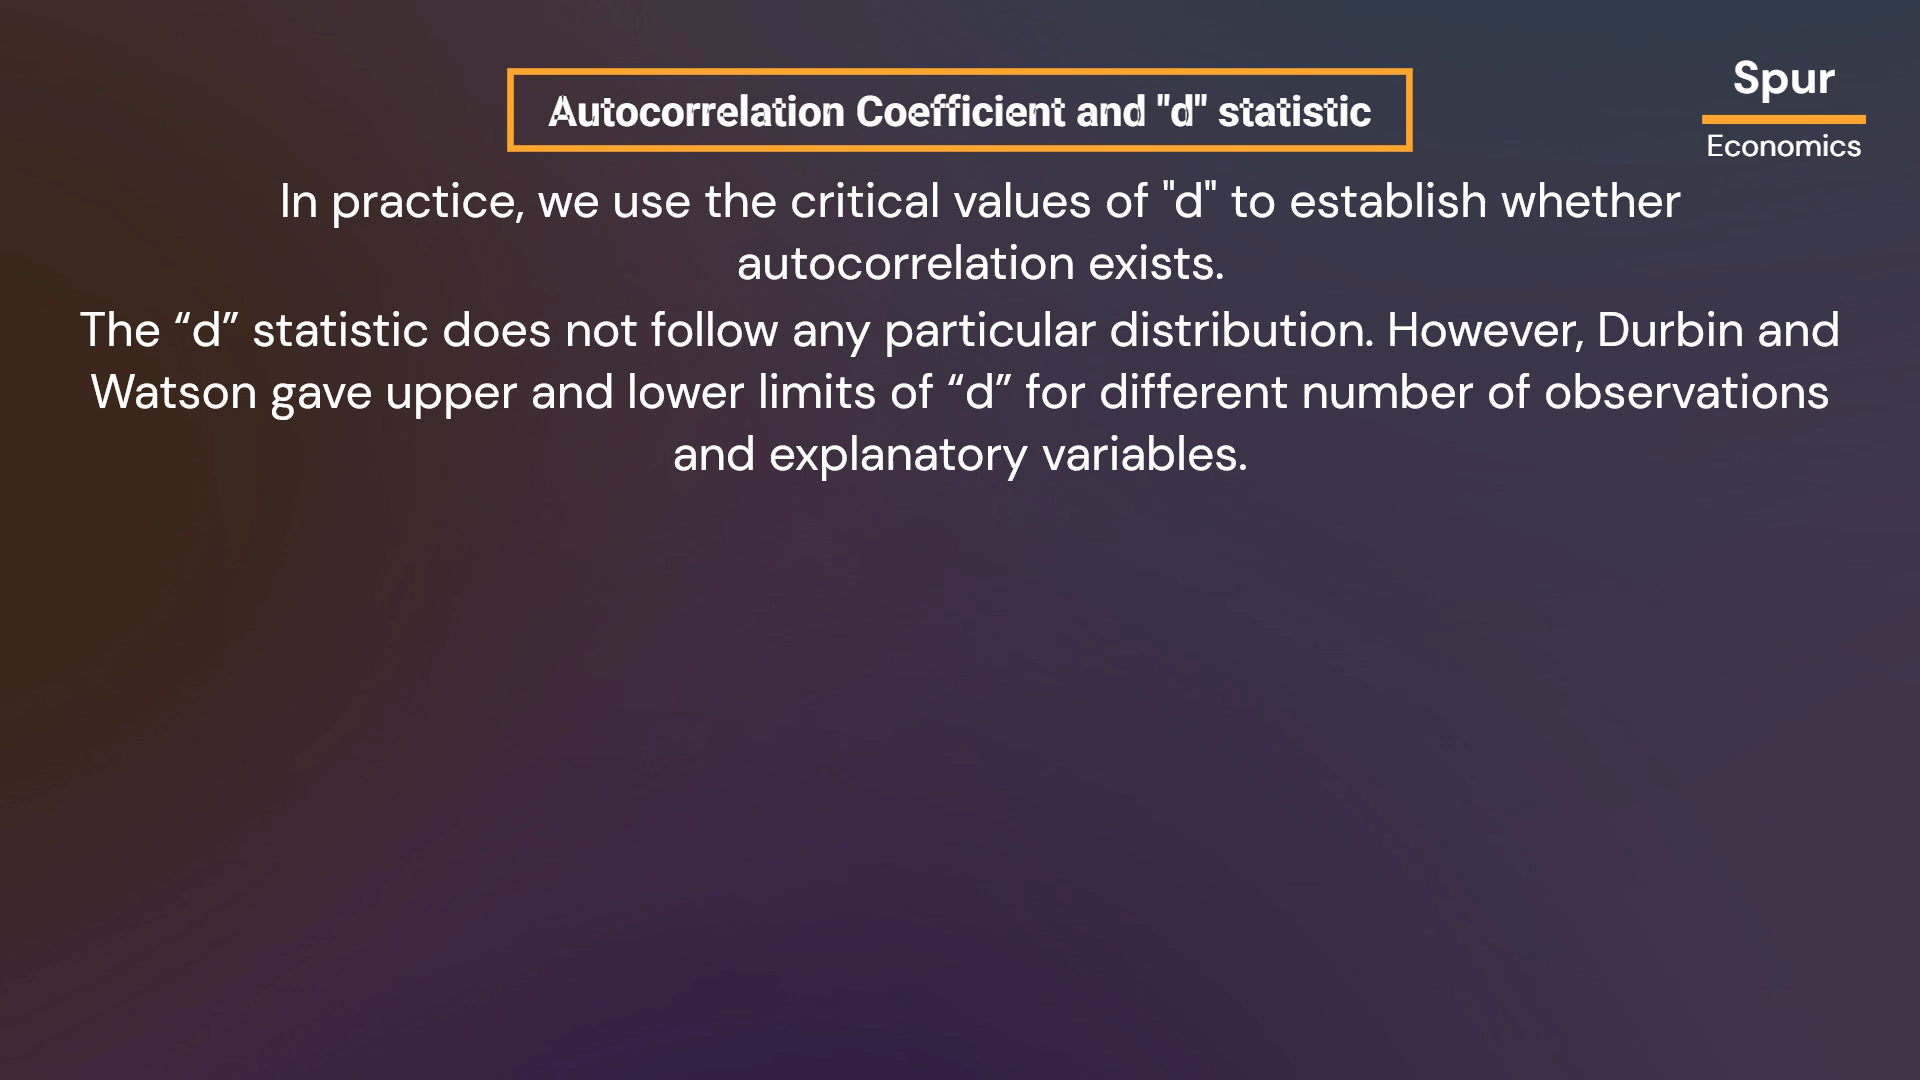 Autocorrelation Coefficient and "d" statistic
Spur
Economics
In practice, we use the critical values of "d" to establish whether
autocorrelation exists.
The “d” statistic does not follow any particular distribution. However, Durbin and
Watson gave upper and lower limits of “d” for different number of observations
and explanatory variables.